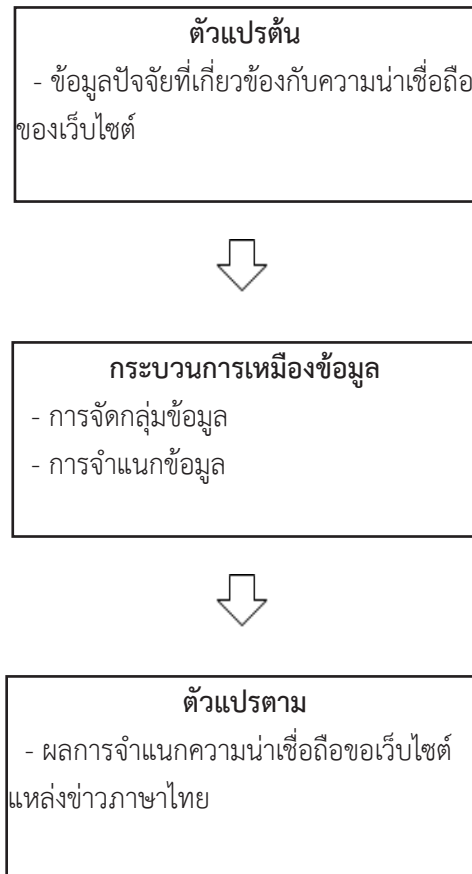 ตัวแปรต้น
- ข้อมูลปัจจัยที่เกี่ยวข้องกับความน่าเชื่อถือ
ของเว็บไซต์
กระบวนการเหมืองข้อมูล
- การจัดกลุ่มข้อมูล
- การจำแนกข้อมูล
ตัวแปรตาม
- ผลการจำแนกความน่าเชื่อถือขอเว็บไซต์
แหล่งข่าวภาษาไทย